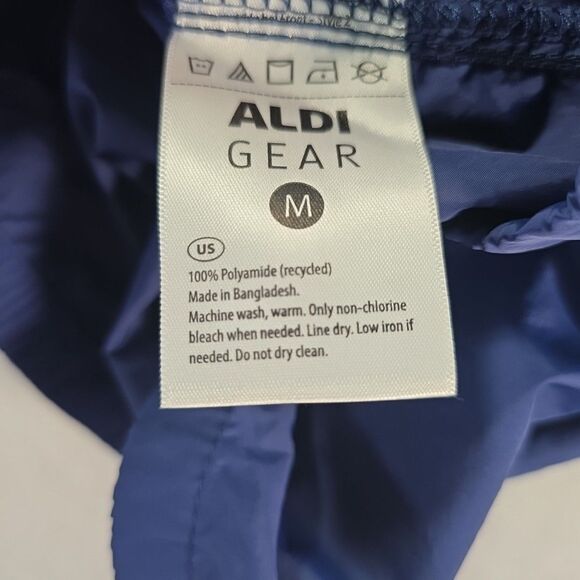 ALDI
GEAR
M
US
100% Polyamide (recycled)
Made in Bangladesh.
Machine wash, warm. Only non-chlorine
bleach when needed. Line dry. Low iron if
needed. Do not dry clean.